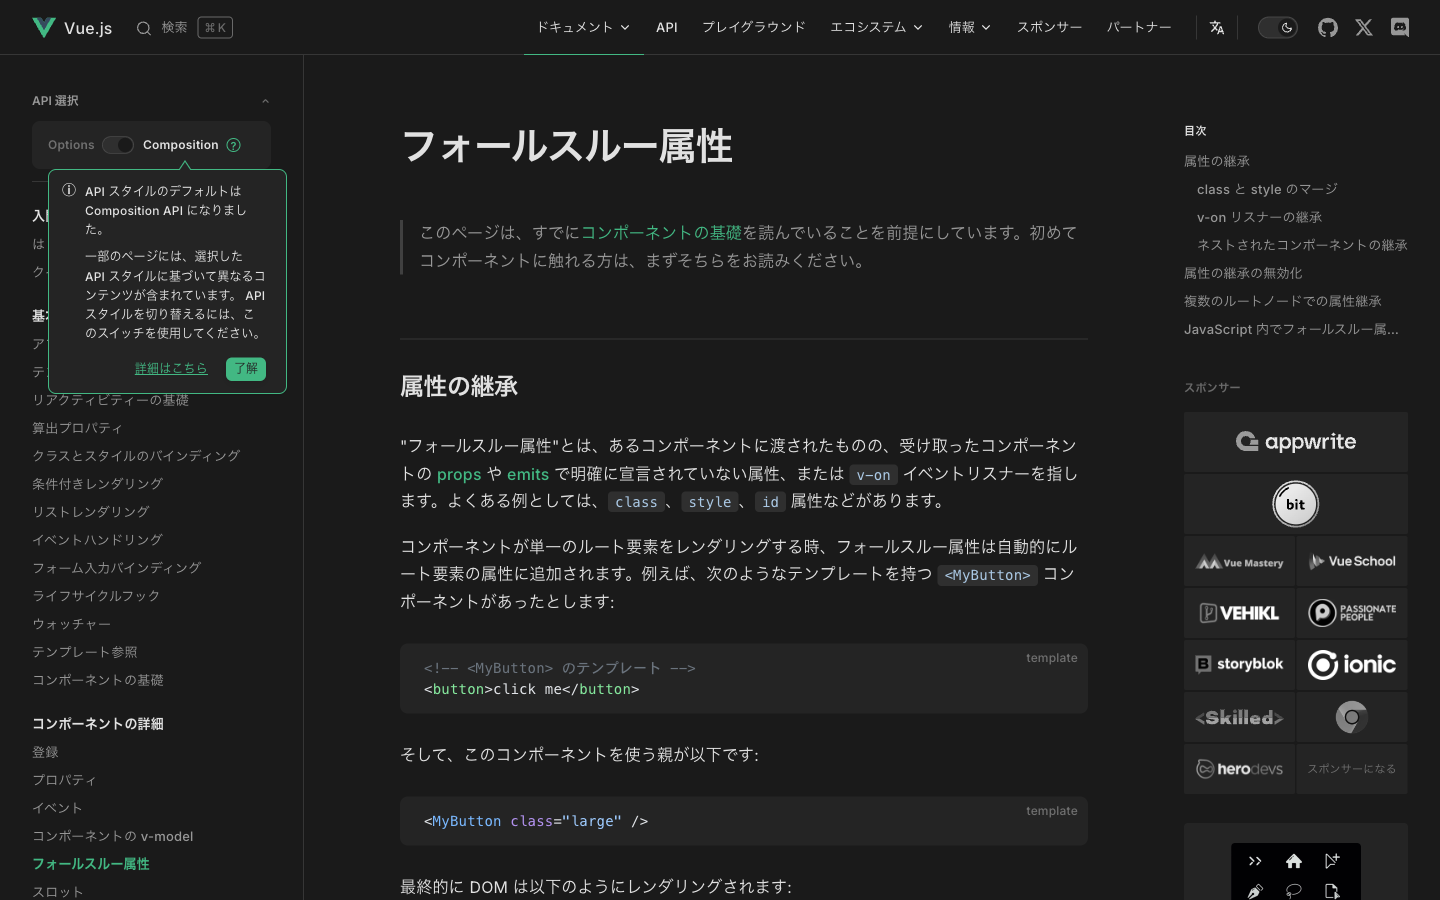 Vue.js
検索
⌘ K
ドキュメント
API
プレイグラウンド
エコシステム
情報
スポンサー
パートナー
API 選択
Options
Composition
?
API スタイルのデフォルトは
Composition API になりまし
た。
一部のページには、選択した
API スタイルに基づいて異なるコ
ンテンツが含まれています。 API
スタイルを切り替えるには、こ
のスイッチを使用してください。
詳細はこちら
了解
リアクティビティーの基礎
算出プロパティ
クラスとスタイルのバインディング
条件付きレンダリング
リストレンダリング
イベントハンドリング
フォーム入力バインディング
ライフサイクルフック
ウォッチャー
テンプレート参照
コンポーネントの基礎
コンポーネントの詳細
登録
プロパティ
イベント
コンポーネントの v-model
フォールスルー属性
スロット
フォールスルー属性
このページは、すでにコンポーネントの基礎を読んでいることを前提にしています。初めて
コンポーネントに触れる方は、まずそちらをお読みください。
属性の継承
"フォールスルー属性"とは、あるコンポーネントに渡されたものの、受け取ったコンポーネン
トの props や emits で明確に宣言されていない属性、または v-on イベントリスナーを指し
ます。よくある例としては、class、style、id 属性などがあります。
コンポーネントが単一のルート要素をレンダリングする時、フォールスルー属性は自動的にル
ート要素の属性に追加されます。例えば、次のようなテンプレートを持つ <MyButton> コン
ポーネントがあったとします:
template
<!-- <MyButton> のテンプレート -->
<button>click me</button>
そして、このコンポーネントを使う親が以下です:
template
<MyButton class="large" />
最終的に DOM は以下のようにレンダリングされます:
目次
属性の継承
class と style のマージ
v-on リスナーの継承
ネストされたコンポーネントの継承
属性の継承の無効化
複数のルートノードでの属性継承
JavaScript 内でフォールスルー属...
スポンサー
appwrite
bit
Vue Mastery
Vue School
VEHIKL
PASSIONATE
PEOPLE
storyblok
ionic
<Skilled>
herodevs
スポンサーになる